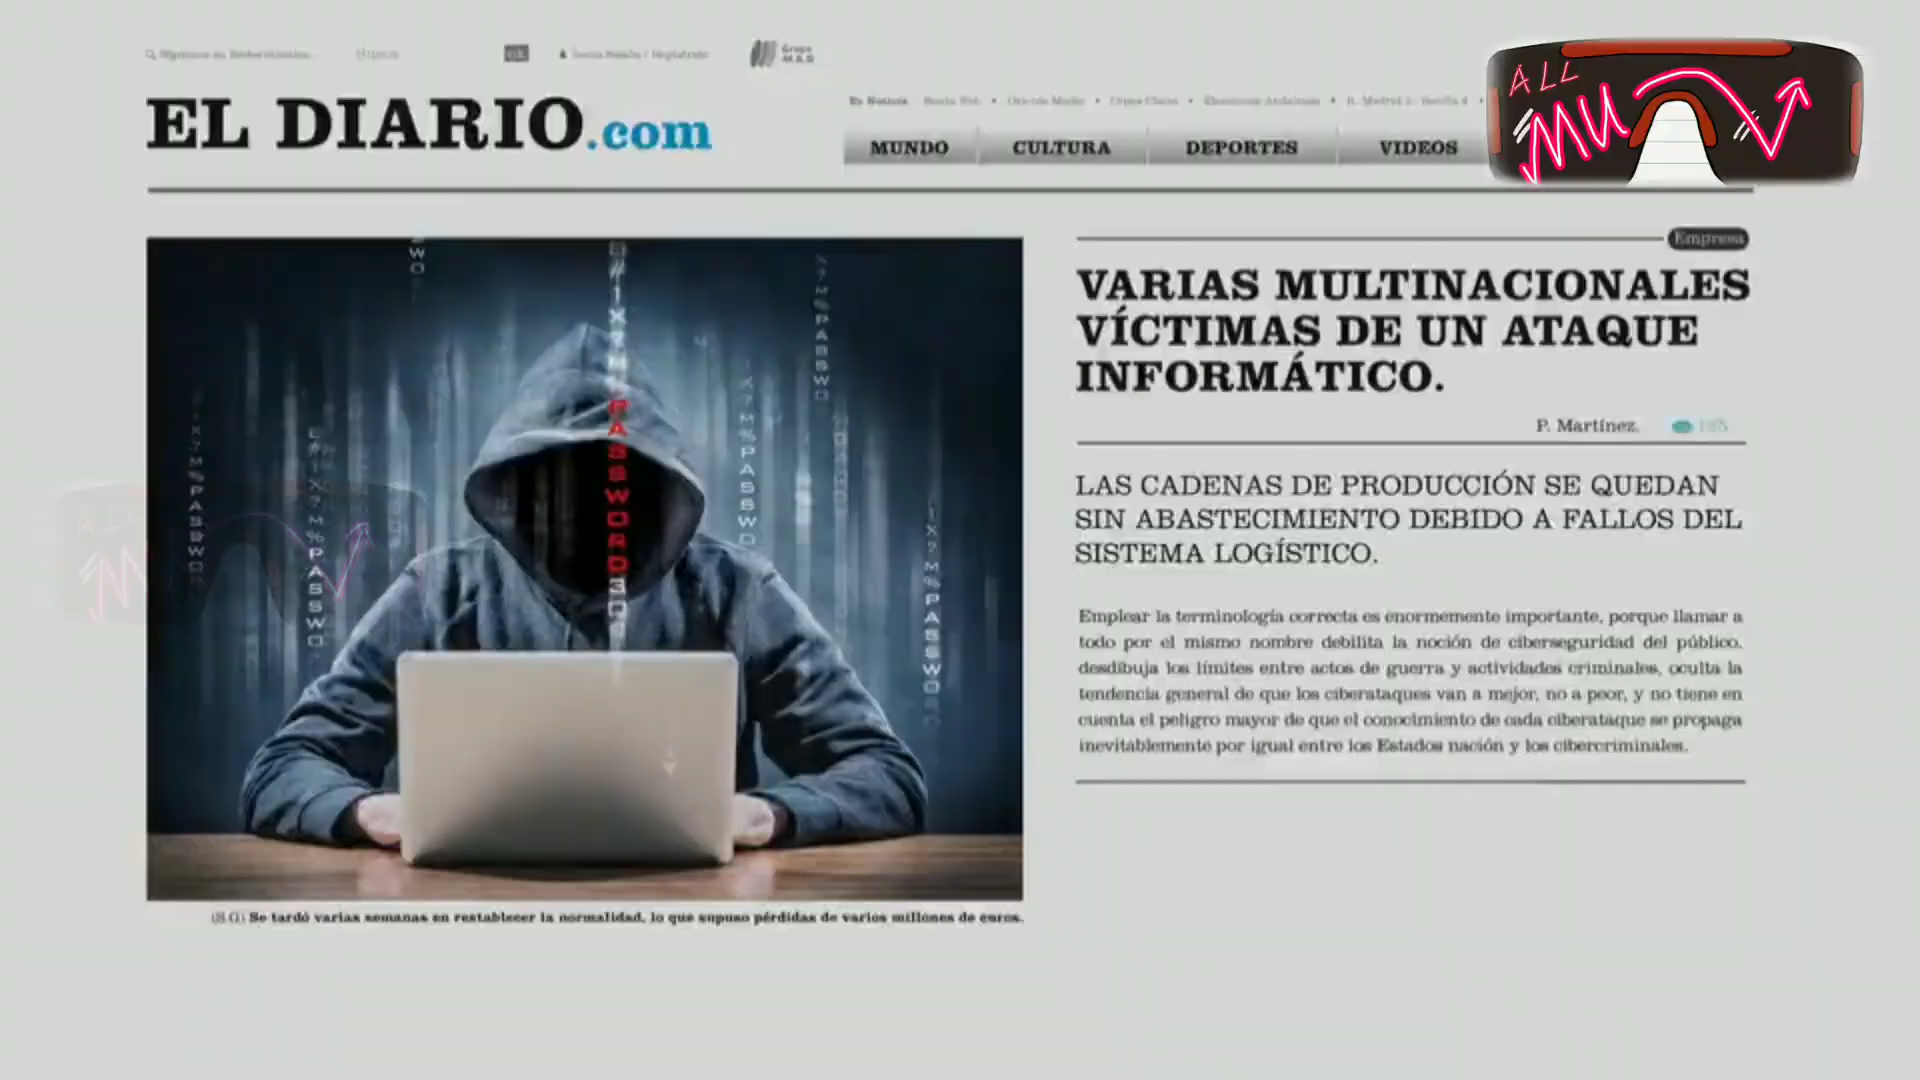 Grupo
M.A.S
ALL
EL DIARIO.com
En Noticia
MUNDO CULTURA DEPORTES VIDEOS
MU
Empresa
VARIAS MULTINACIONALES
VÍCTIMAS DE UN ATAQUE
INFORMÁTICO.
P. Martínez.
LAS CADENAS DE PRODUCCIÓN SE QUEDAN
SIN ABASTECIMIENTO DEBIDO A FALLOS DEL
SISTEMA LOGÍSTICO.
Emplear la terminología correcta es enormemente importante, porque llamar a
todo por el mismo nombre debilita la noción de ciberseguridad del público,
desdibuja los límites entre actos de guerra y actividades criminales, oculta la
tendencia general de que los ciberataques van a mejor, no a peor, y no tiene en
cuenta el peligro mayor de que el conocimiento de cada ciberataque se propaga
inevitablemente por igual entre los Estados nación y los cibercriminales.
PASSWORD
(S.G) Se tardó varias semanas en restablecer la normalidad, lo que supuso pérdidas de varios millones de euros.